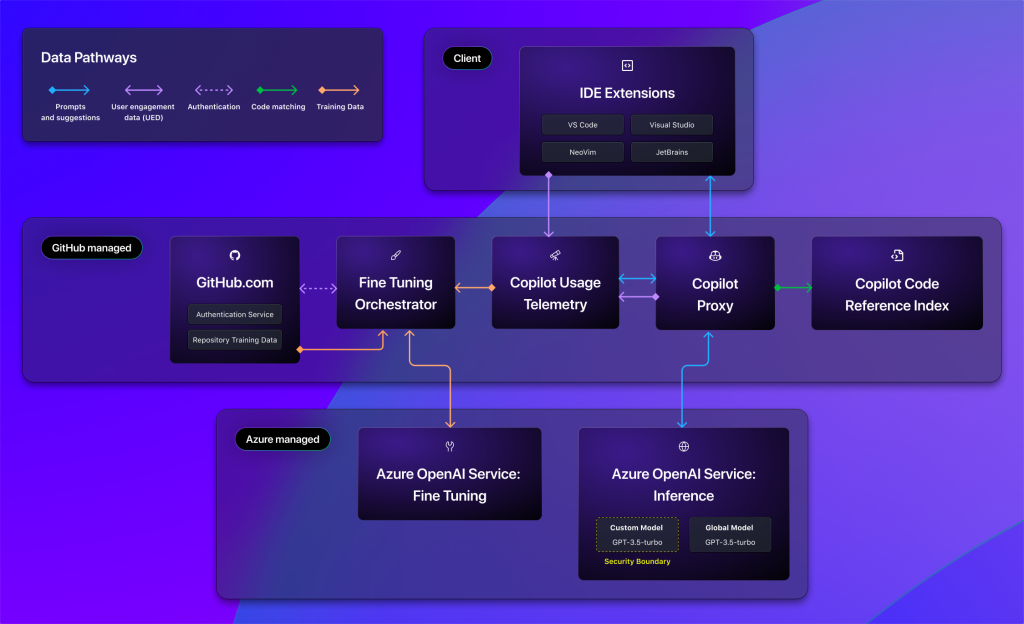 Data Pathways
Prompts
and suggestions
User engagement
data (UED)
Authentication
Code matching
Training Data
Client
IDE Extensions
VS Code
Visual Studio
NeoVim
JetBrains
GitHub managed
GitHub.com
Authentication Service
Repository Training Data
Fine Tuning
Orchestrator
Copilot Usage
Telemetry
Copilot
Proxy
Copilot Code
Reference Index
Azure managed
Azure OpenAI Service:
Fine Tuning
Azure OpenAI Service:
Inference
Custom Model
GPT-3.5-turbo
Security Boundary
Global Model
GPT-3.5-turbo